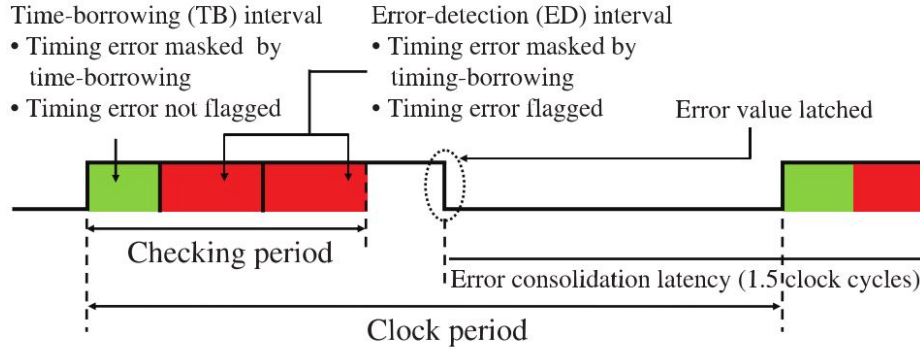 Time-borrowing (TB) interval
• Timing error masked by
time-borrowing
• Timing error not flagged
Error-detection (ED) interval
• Timing error masked by
timing-borrowing
• Timing error flagged
Error value latched
Checking period
Error consolidation latency (1.5 clock cycles)
Clock period